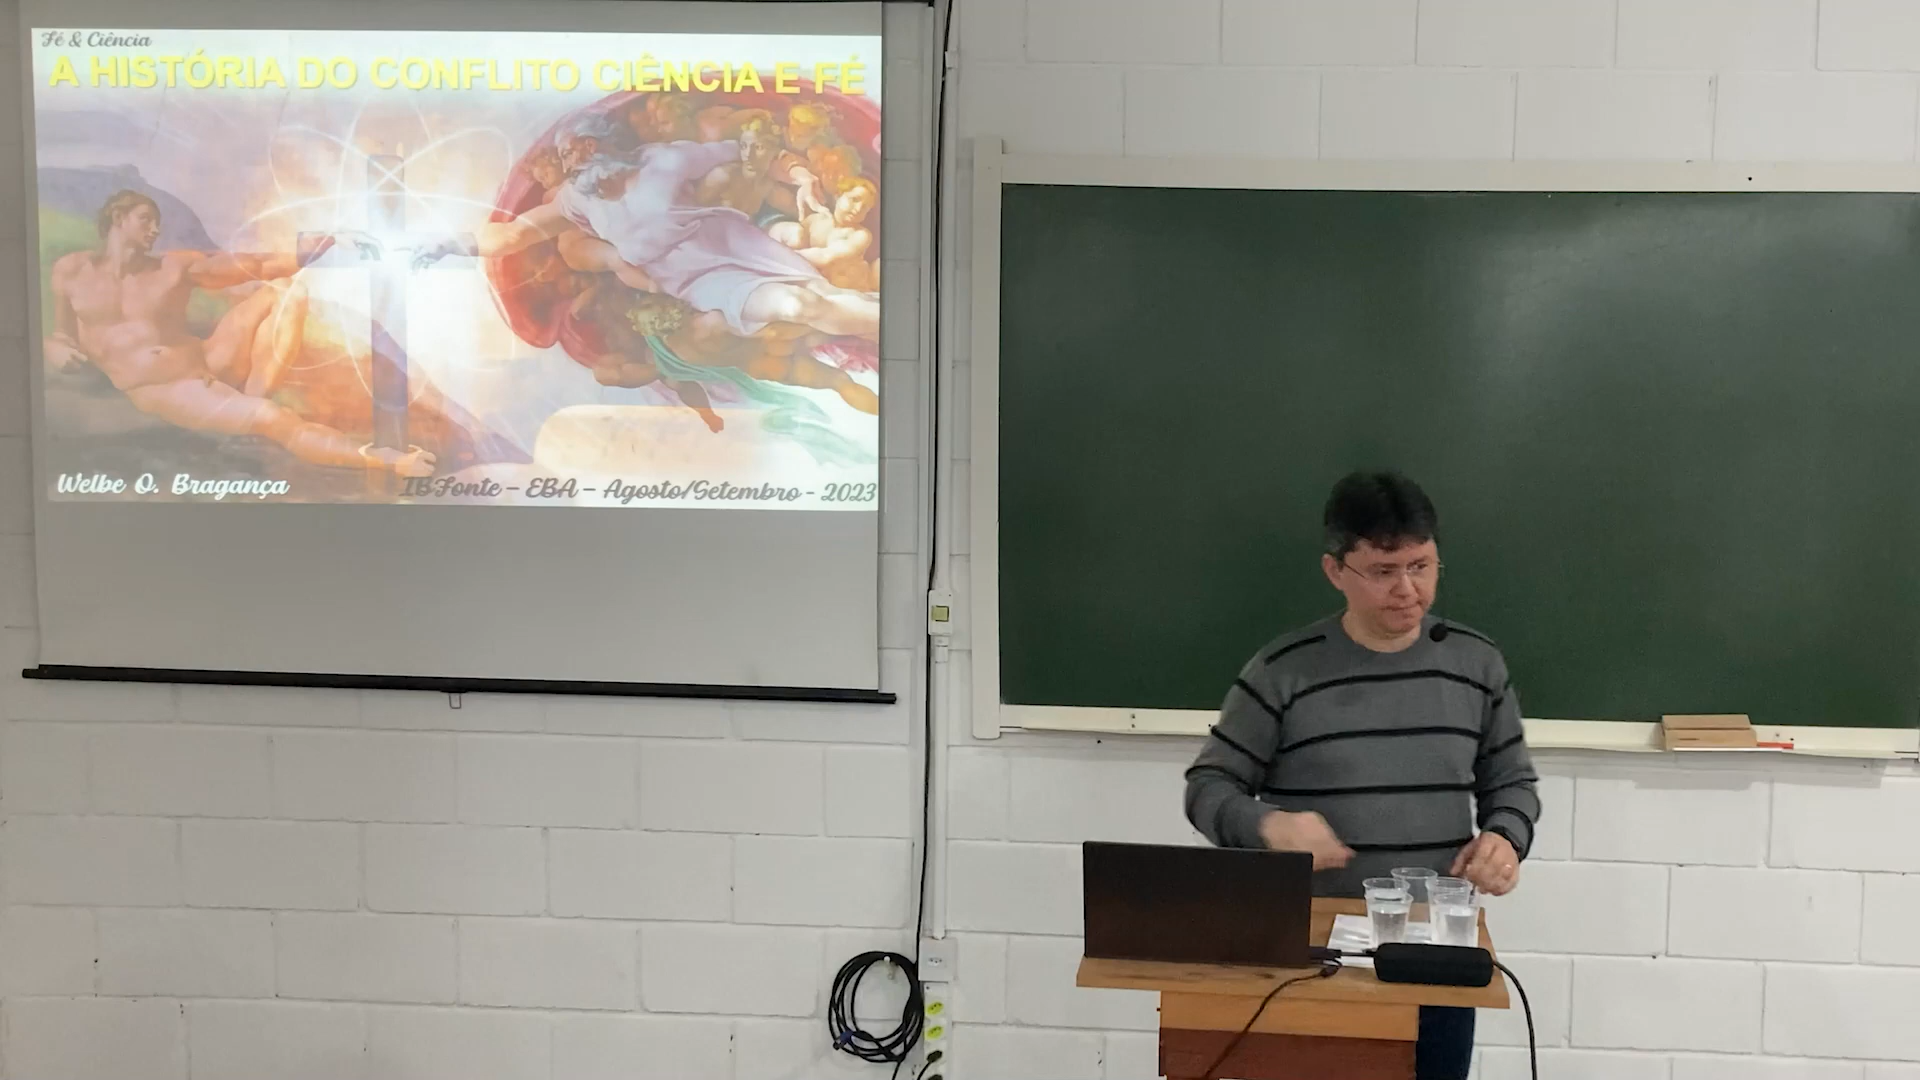 Fé & Ciência
A HISTÓRIA DO CONFLITO CIÊNCIA E FÉ
Welbe O. Bragança
IBFonte – EBA – Agosto/Setembro - 2023